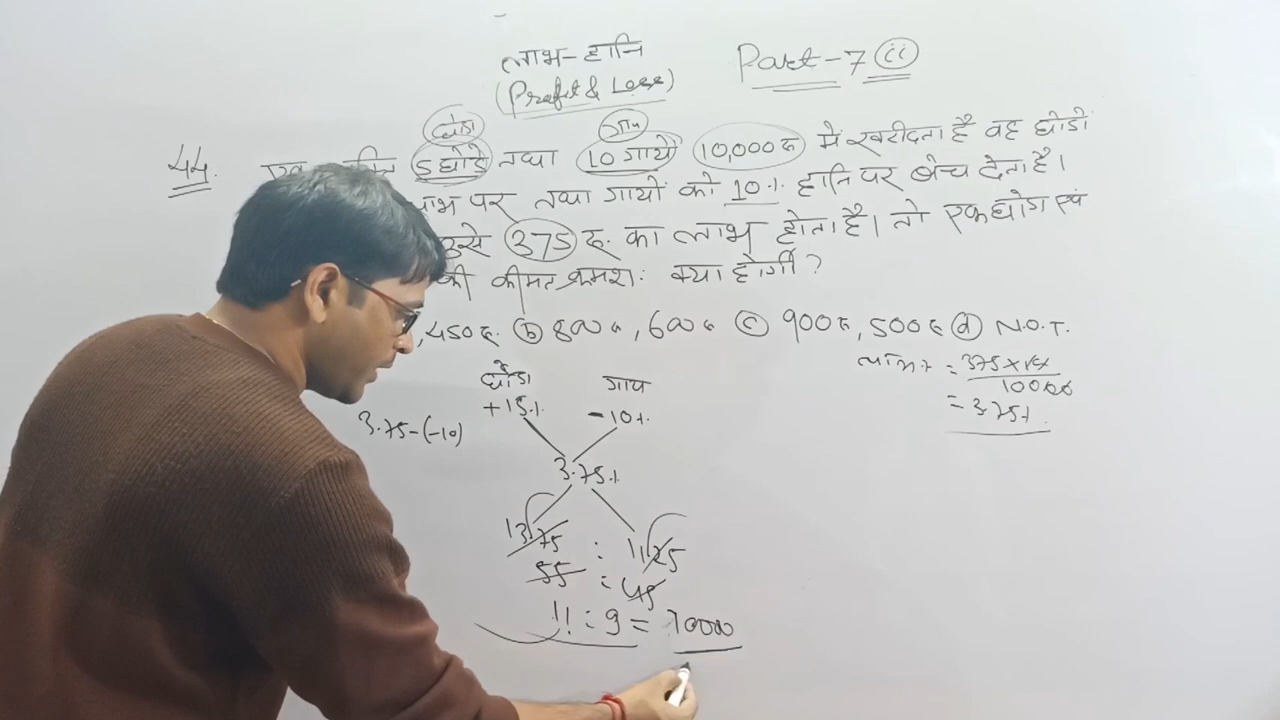 लाभ-हानि
(Profit & Loss)
Part-7 (ii)
घोडा गाय
44. 5 घोडे तथा 10 गायों 10,000 रु में खरीदता है वह घोडों
लाभ पर तथा गायों को 10% हानि पर बेच देता है।
उसे 375 रु. का लाभ होता है। तो एक घोडा एवं
की कीमत क्रमश: क्या होगीं?
,450 रु. (b) 800 रु, 600 रु (c) 900 रु, 500 रु (d) N.O.T.
घोडा गाय
+15% -10%
3.75-(-10)
3.75%
13.75 : 11.25
55 : 45
11 : 9 = 10000
लाभ% = 375×100
10000
= 3.75%